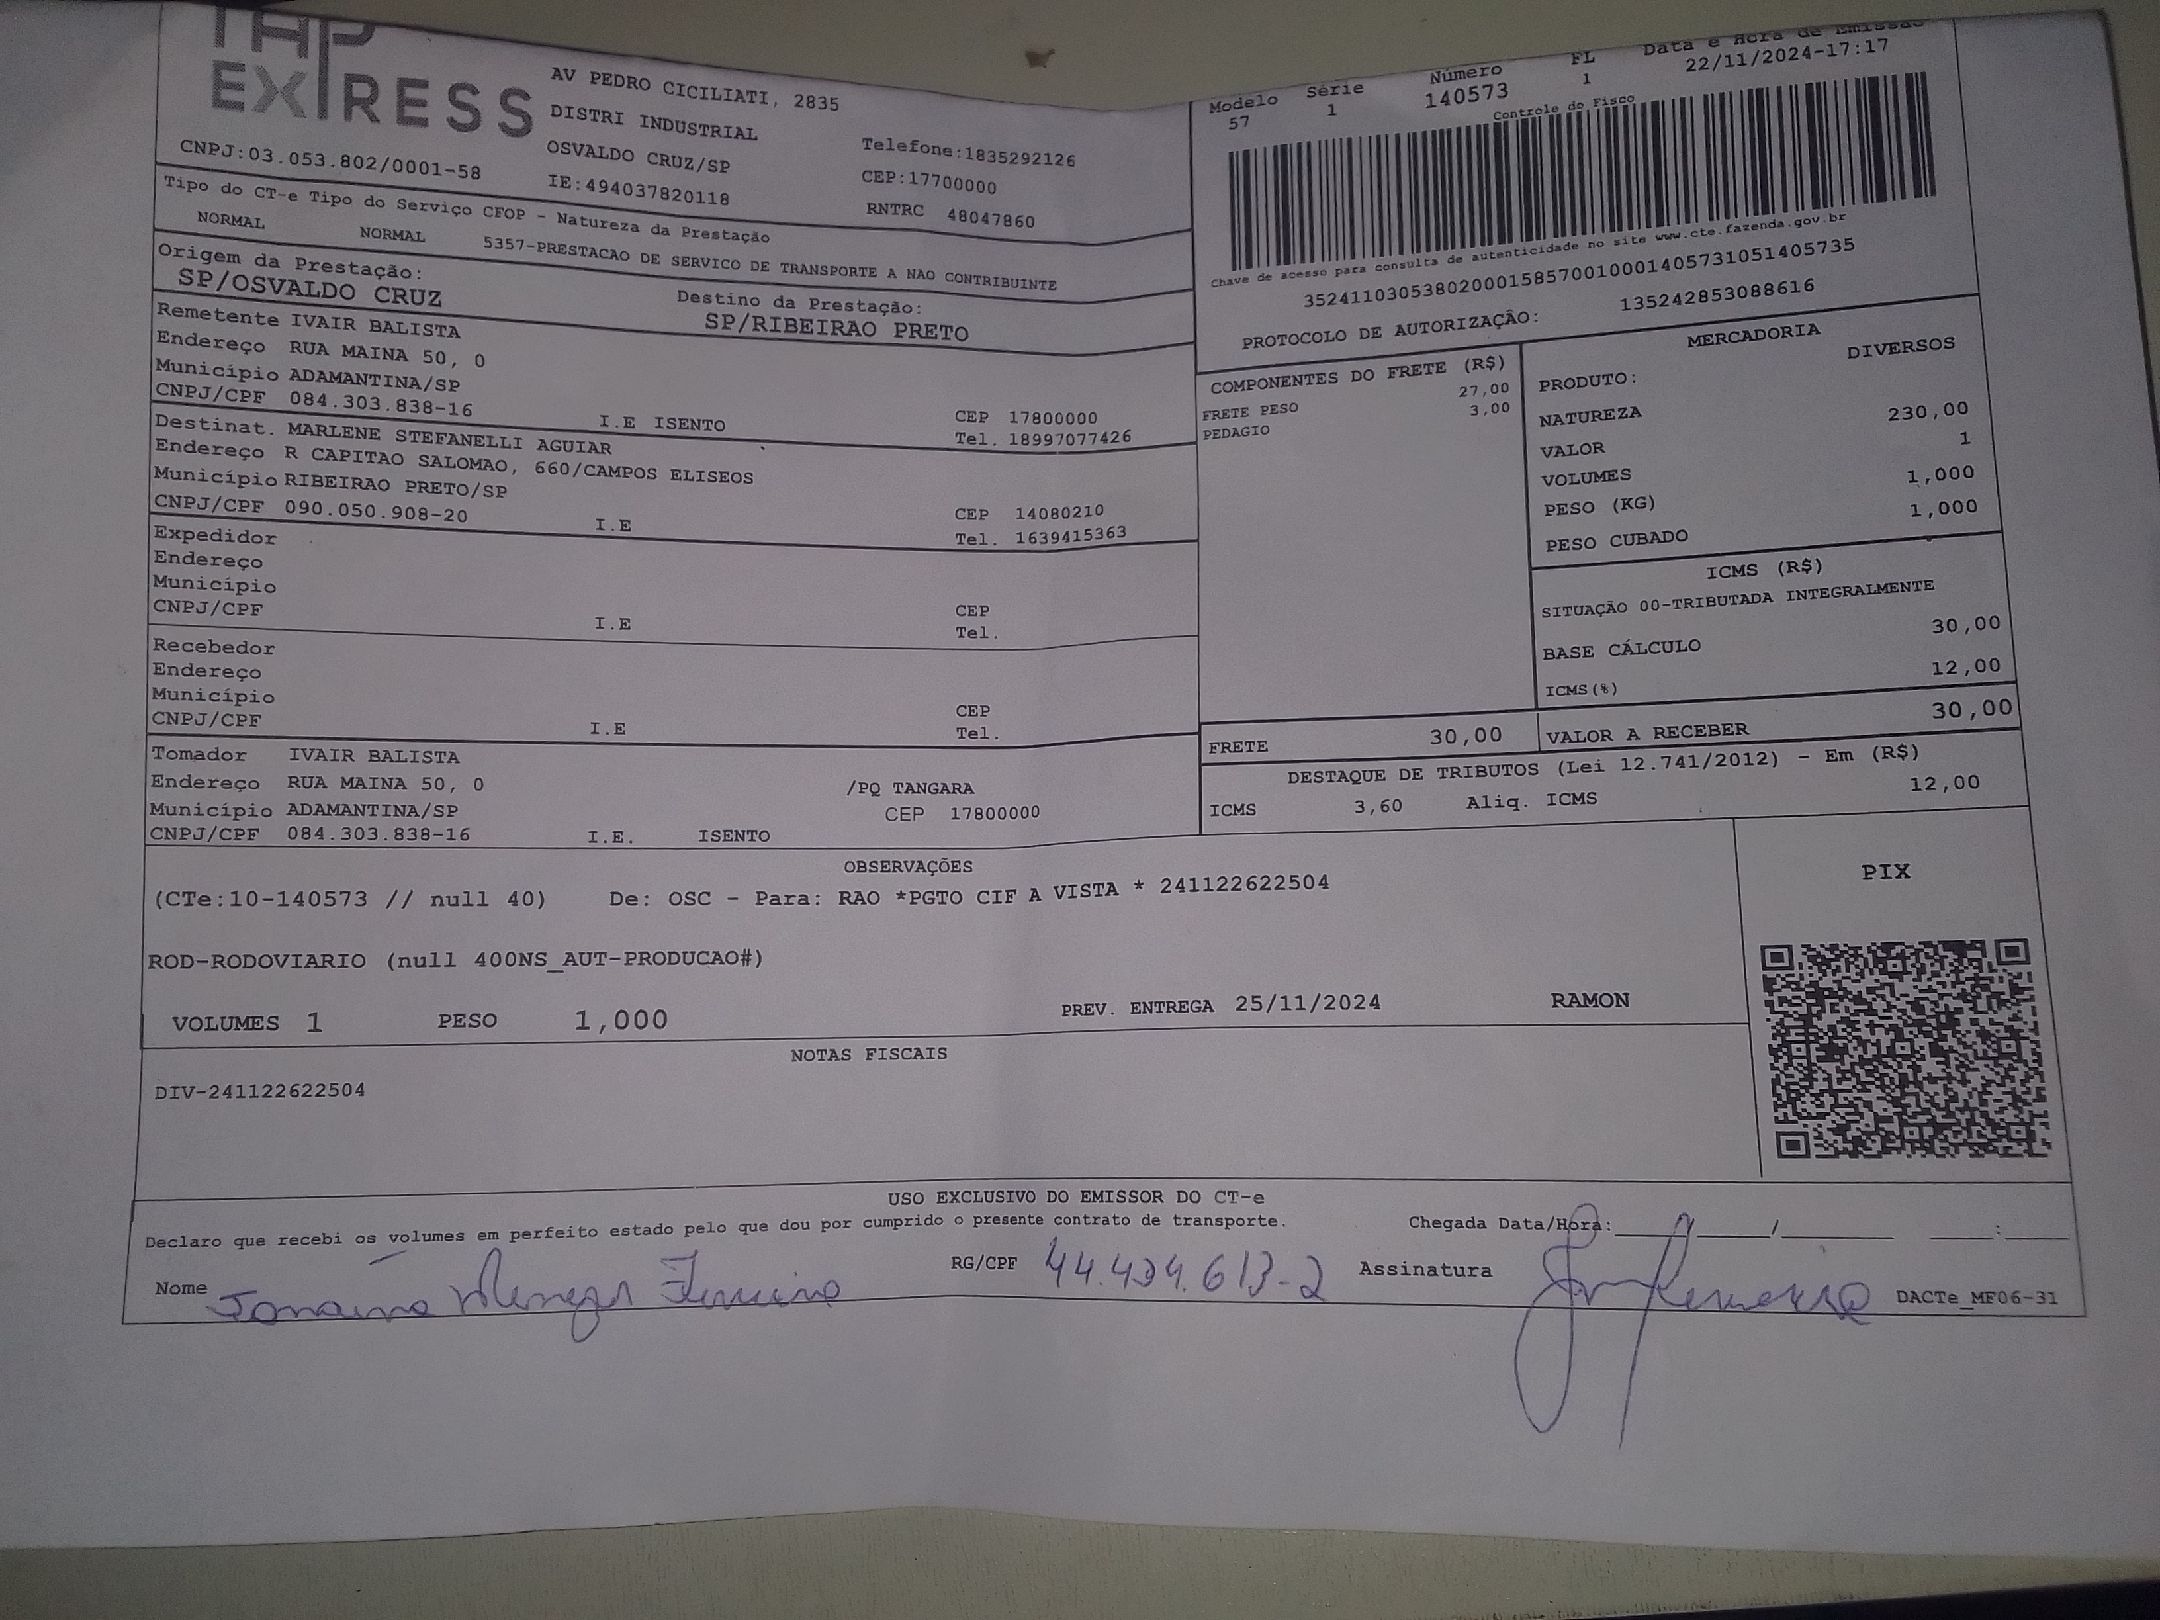 TAP
EXPRESS
AV PEDRO CICILIATI, 2835
DISTRI INDUSTRIAL
OSVALDO CRUZ/SP
Telefone:1835292126
CNPJ:03.053.802/0001-58
IE:494037820118
CEP:17700000
RNTRC 48047860
Modelo Série Número FL Data e Hora de Emissão
57 1 140573 1 22/11/2024-17:17
Controle do Fisco
Chave de acesso para consulta de autenticidade no site www.cte.fazenda.gov.br
35241103053802000158570010001405731051405735
PROTOCOLO DE AUTORIZAÇÃO: 135242853088616
Tipo do CT-e Tipo do Serviço CFOP - Natureza da Prestação
NORMAL NORMAL 5357-PRESTACAO DE SERVICO DE TRANSPORTE A NAO CONTRIBUINTE
Origem da Prestação: Destino da Prestação:
SP/OSVALDO CRUZ SP/RIBEIRAO PRETO
Remetente IVAIR BALISTA
Endereço RUA MAINA 50, 0
Município ADAMANTINA/SP CEP 17800000
CNPJ/CPF 084.303.838-16 I.E ISENTO Tel. 18997077426
Destinat. MARLENE STEFANELLI AGUIAR
Endereço R CAPITAO SALOMAO, 660/CAMPOS ELISEOS
Município RIBEIRAO PRETO/SP CEP 14080210
CNPJ/CPF 090.050.908-20 I.E Tel. 1639415363
Expedidor
Endereço
Município CEP
CNPJ/CPF I.E Tel.
Recebedor
Endereço
Município CEP
CNPJ/CPF I.E Tel.
Tomador IVAIR BALISTA
Endereço RUA MAINA 50, 0 /PQ TANGARA
Município ADAMANTINA/SP CEP 17800000
CNPJ/CPF 084.303.838-16 I.E. ISENTO
COMPONENTES DO FRETE (R$)
FRETE PESO 27,00
PEDAGIO 3,00
MERCADORIA
PRODUTO: DIVERSOS
NATUREZA
VALOR 230,00
VOLUMES 1
PESO (KG) 1,000
PESO CUBADO 1,000
ICMS (R$)
SITUAÇÃO 00-TRIBUTADA INTEGRALMENTE
BASE CÁLCULO 30,00
ICMS(%) 12,00
FRETE 30,00 VALOR A RECEBER 30,00
DESTAQUE DE TRIBUTOS (Lei 12.741/2012) - Em (R$)
ICMS 3,60 Aliq. ICMS 12,00
OBSERVAÇÕES
(CTe:10-140573 // null 40) De: OSC - Para: RAO *PGTO CIF A VISTA * 241122622504
ROD-RODOVIARIO (null 400NS_AUT-PRODUCAO#)
VOLUMES 1 PESO 1,000 PREV. ENTREGA 25/11/2024 RAMON
PIX
NOTAS FISCAIS
DIV-241122622504
USO EXCLUSIVO DO EMISSOR DO CT-e
Declaro que recebi os volumes em perfeito estado pelo que dou por cumprido o presente contrato de transporte. Chegada Data/Hora: / / :
Nome RG/CPF 44.434.613-2 Assinatura DACTe_MF06-31